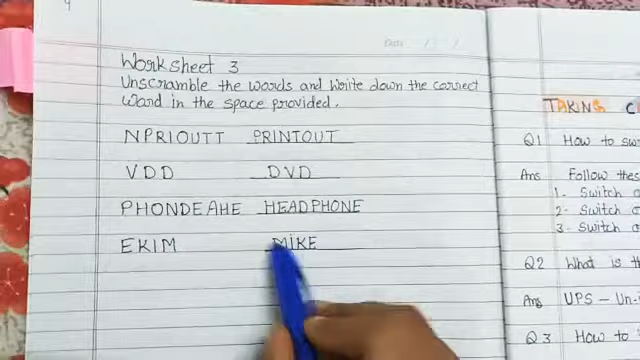 Date
Worksheet 3
Unscramble the words and write down the correct
word in the space provided.
NPRIOUTT PRINTOUT
VDD DVD
PHONDEAHE HEADPHONE
EKIM MIKE
TAKING
Q1 How to
Ans Follow
1. Switch
2- Switch
3- Switch
Q2 What is
Ans UPS - Un-
Q3 How to